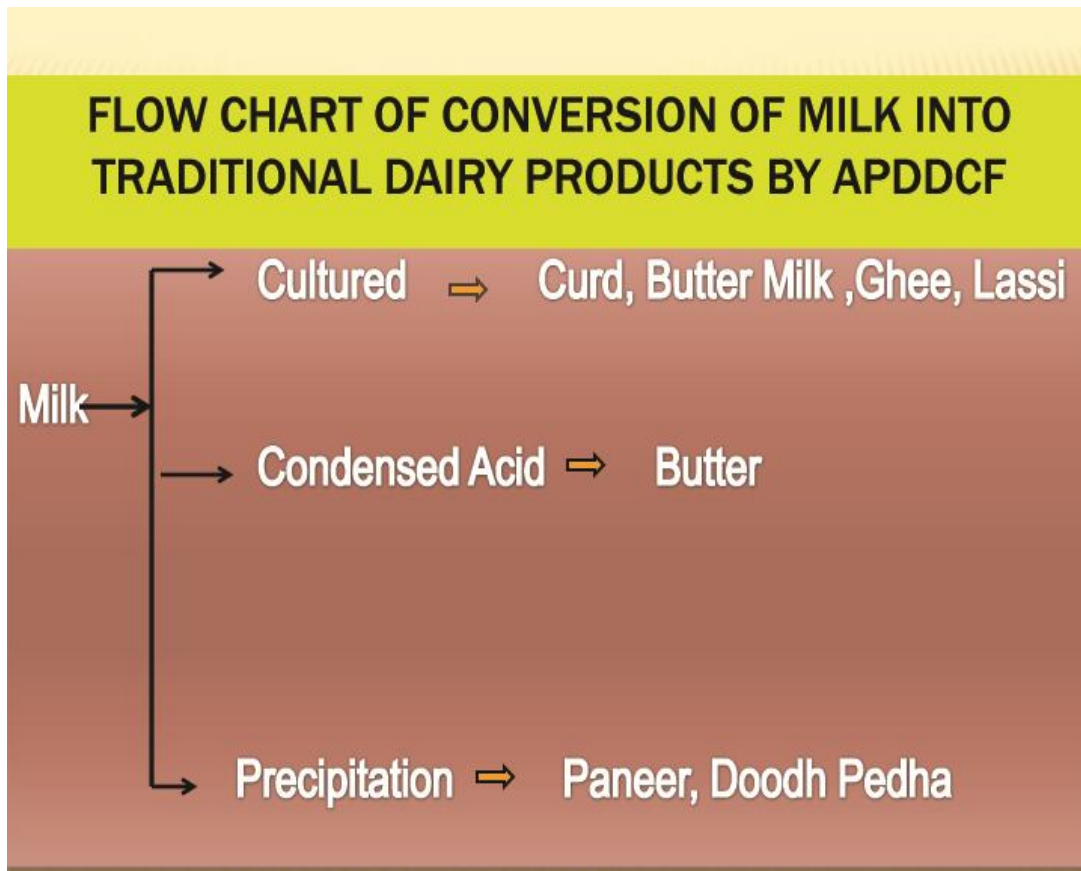 FLOW CHART OF CONVERSION OF MILK INTO
TRADITIONAL DAIRY PRODUCTS BY APDDCF
Cultured Curd, Butter Milk ,Ghee, Lassi
Milk
Condensed Acid Butter
Precipitation Paneer, Doodh Pedha